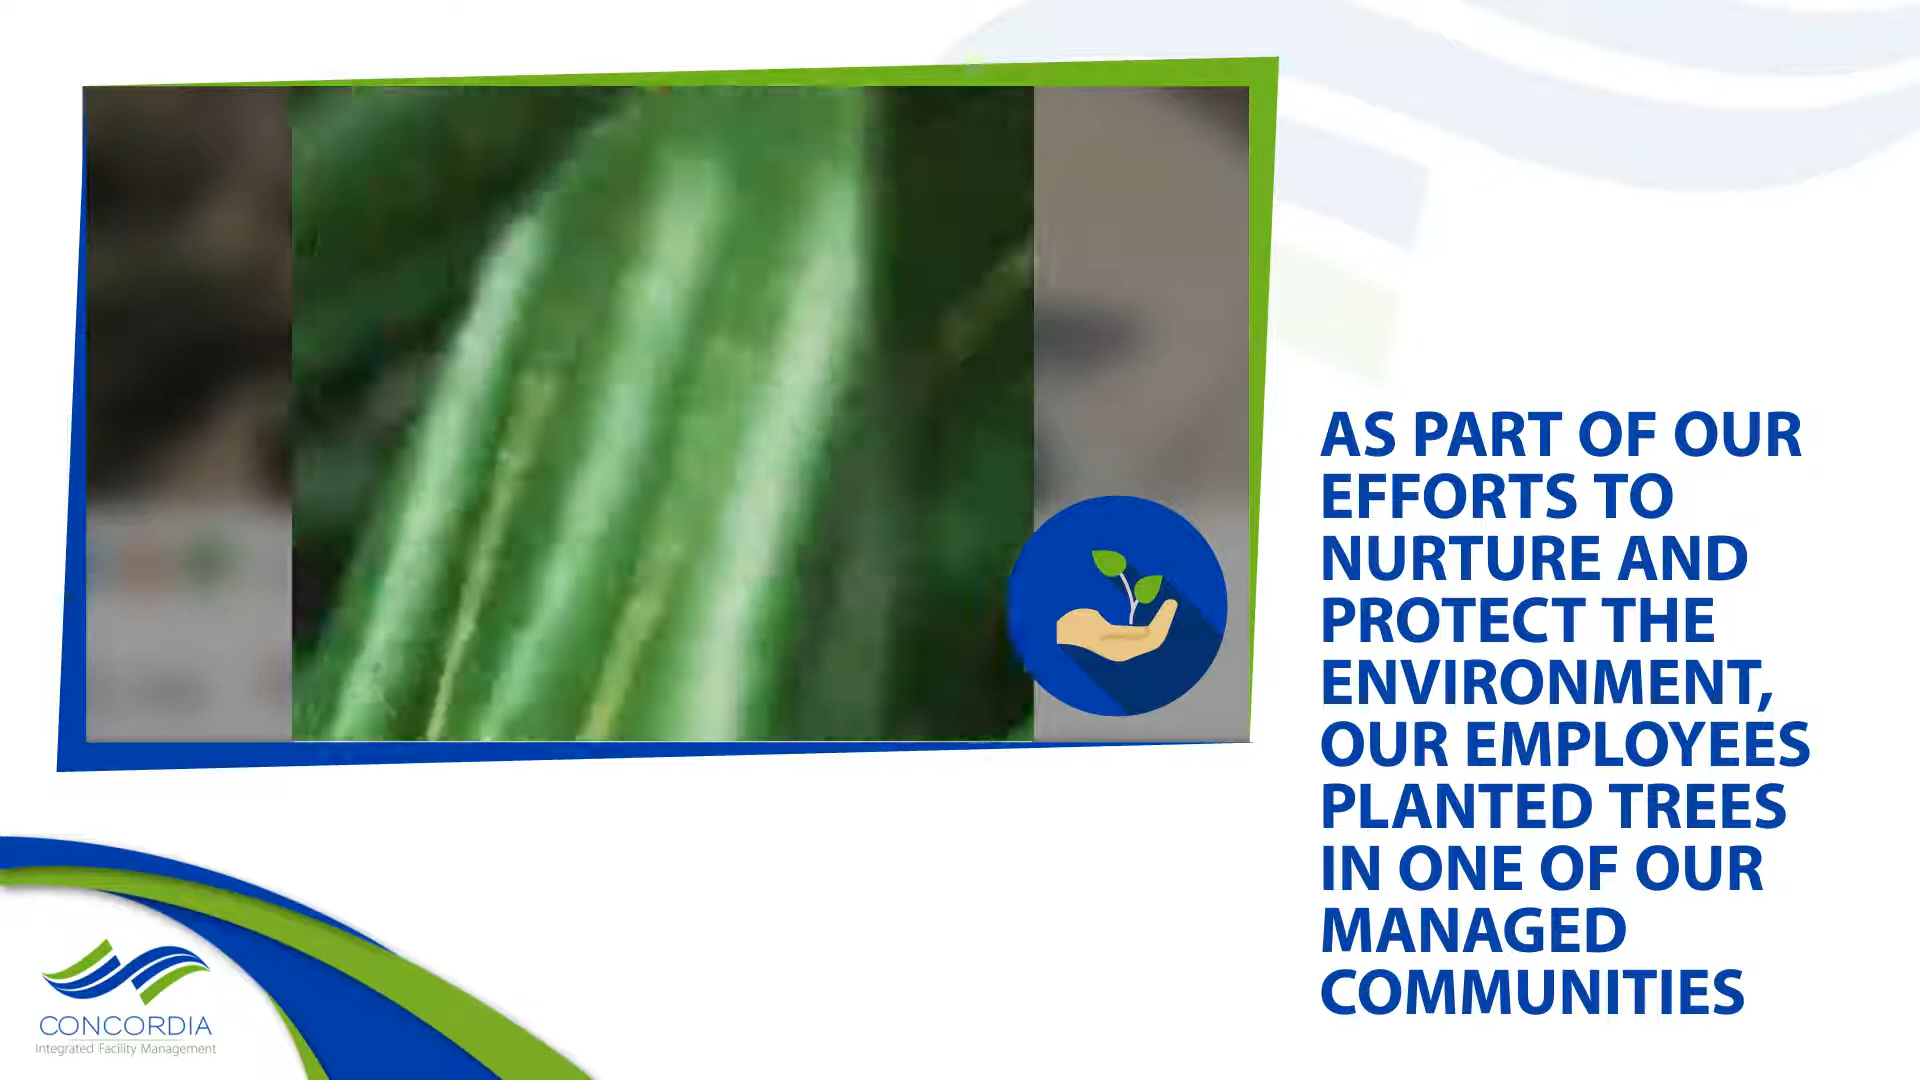 AS PART OF OUR
EFFORTS TO
NURTURE AND
PROTECT THE
ENVIRONMENT,
OUR EMPLOYEES
PLANTED TREES
IN ONE OF OUR
MANAGED
COMMUNITIES
CONCORDIA
Integrated Facility Management